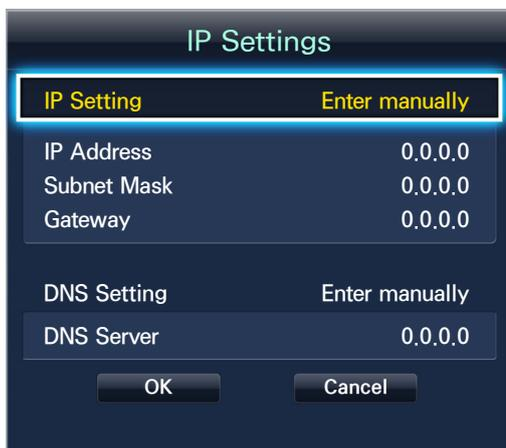 IP Settings
IP Setting Enter manually
IP Address 0.0.0.0
Subnet Mask 0.0.0.0
Gateway 0.0.0.0
DNS Setting Enter manually
DNS Server 0.0.0.0
OK Cancel